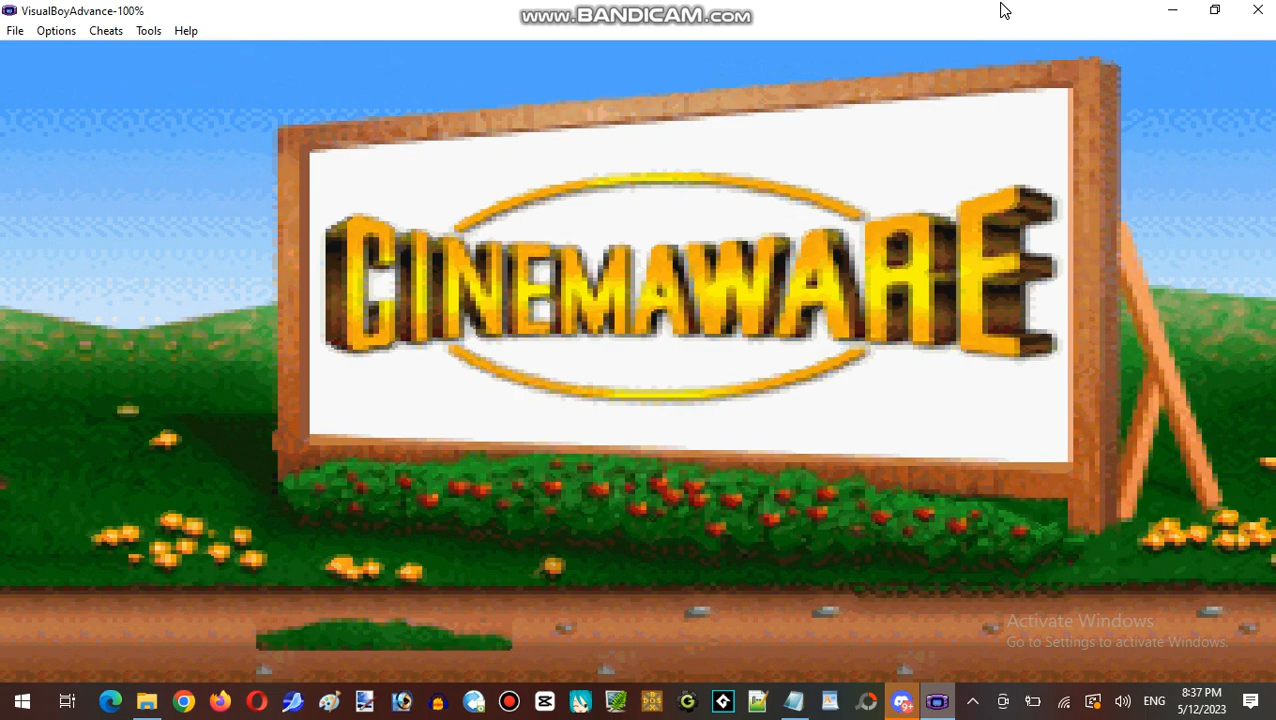 VisualBoyAdvance-100%
www.BANDICAM.com
File Options Cheats Tools Help
CINEMAWARE
Activate Windows
Go to Settings to activate Windows.
ENG
8:37 PM
5/12/2023